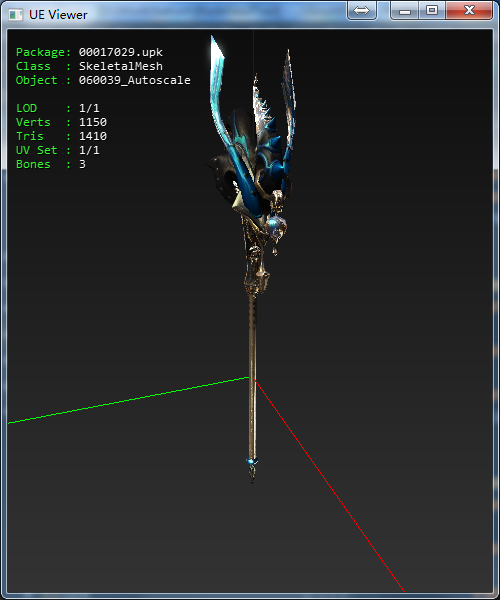 UE Viewer
Package: 00017029.upk
Class  : SkeletalMesh
Object : 060039_Autoscale
LOD    : 1/1
Verts  : 1150
Tris   : 1410
UV Set : 1/1
Bones  : 3